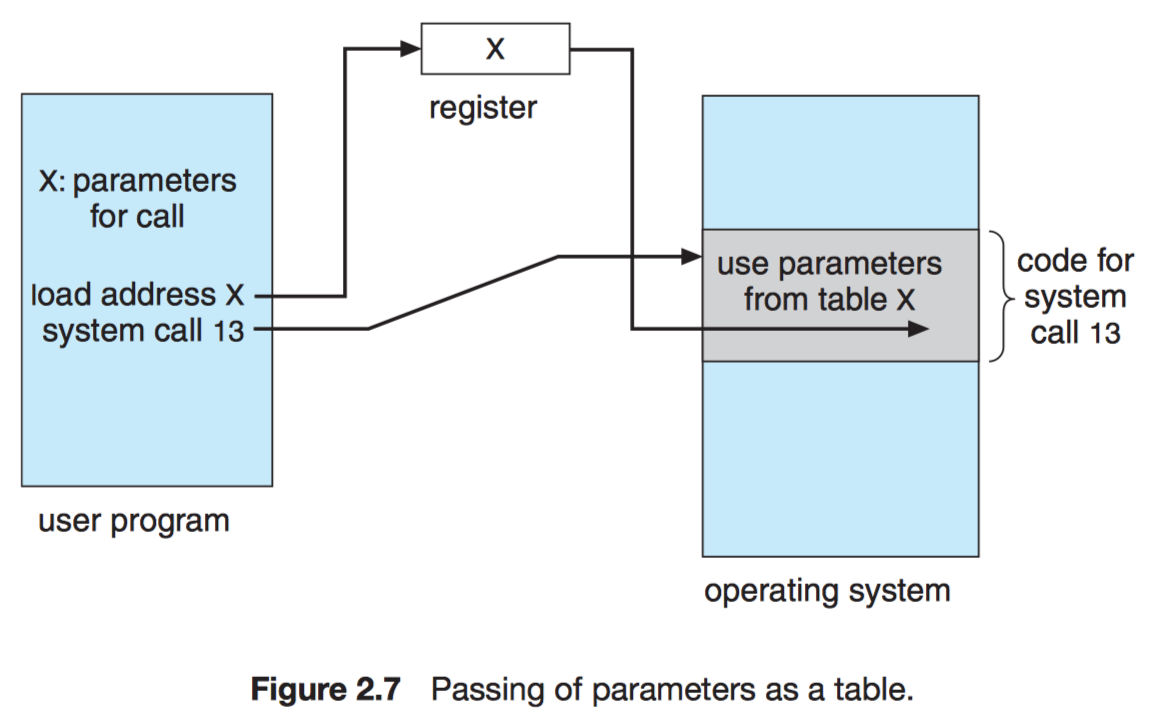 X
register
X: parameters
for call
load address X
system call 13
user program
use parameters
from table X
code for
system
call 13
operating system
Figure 2.7 Passing of parameters as a table.